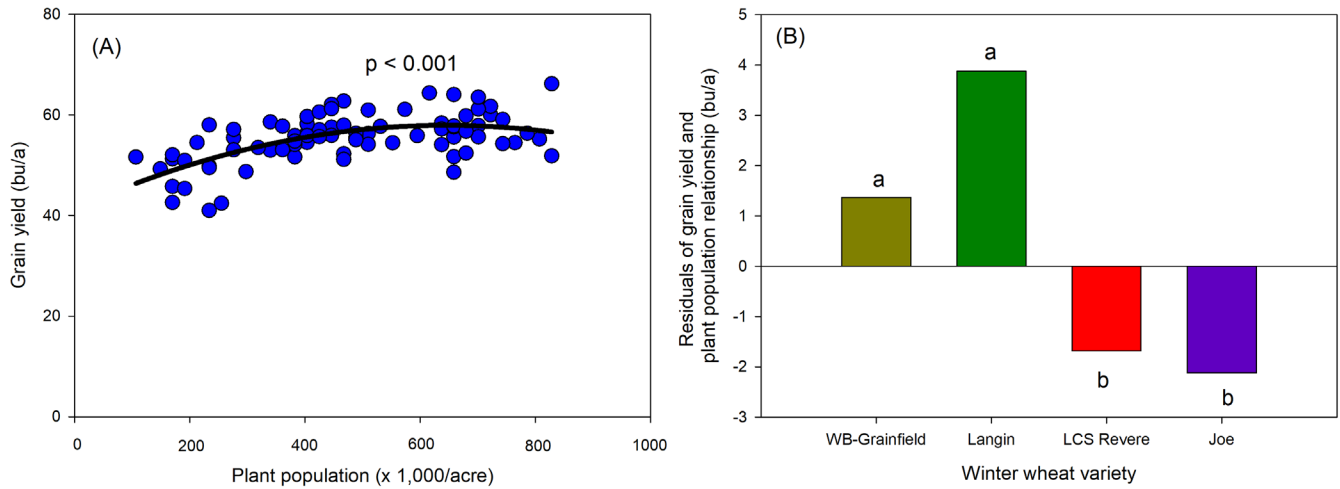 (A)
p < 0.001
Grain yield (bu/a)
80
60
40
20
0
0 200 400 600 800 1000
Plant population (x 1,000/acre)
(B)
Residuals of grain yield and
plant population relationship (bu/a)
5
4
3
2
1
0
-1
-2
-3
a
a
b
b
WB-Grainfield Langin LCS Revere Joe
Winter wheat variety